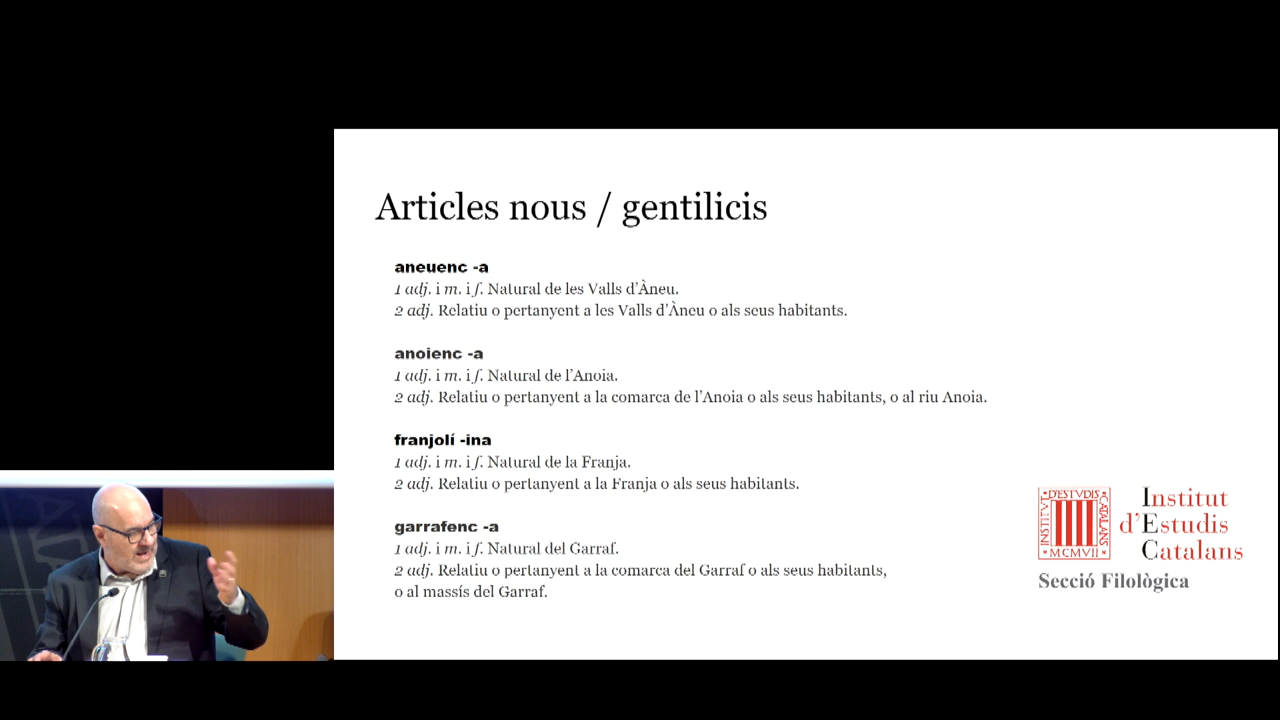 Articles nous / gentilicis
aneuenc -a
1 adj. i m. i f. Natural de les Valls d'Àneu.
2 adj. Relatiu o pertanyent a les Valls d'Àneu o als seus habitants.
anoienc -a
1 adj. i m. i f. Natural de l'Anoia.
2 adj. Relatiu o pertanyent a la comarca de l'Anoia o als seus habitants, o al riu Anoia.
franjolí -ina
1 adj. i m. i f. Natural de la Franja.
2 adj. Relatiu o pertanyent a la Franja o als seus habitants.
garrafenc -a
1 adj. i m. i f. Natural del Garraf.
2 adj. Relatiu o pertanyent a la comarca del Garraf o als seus habitants,
o al massís del Garraf.
INSTITVT
D'ESTVDIS
CATALANS
MCMVII
Institut
d'Estudis
Catalans
Secció Filològica